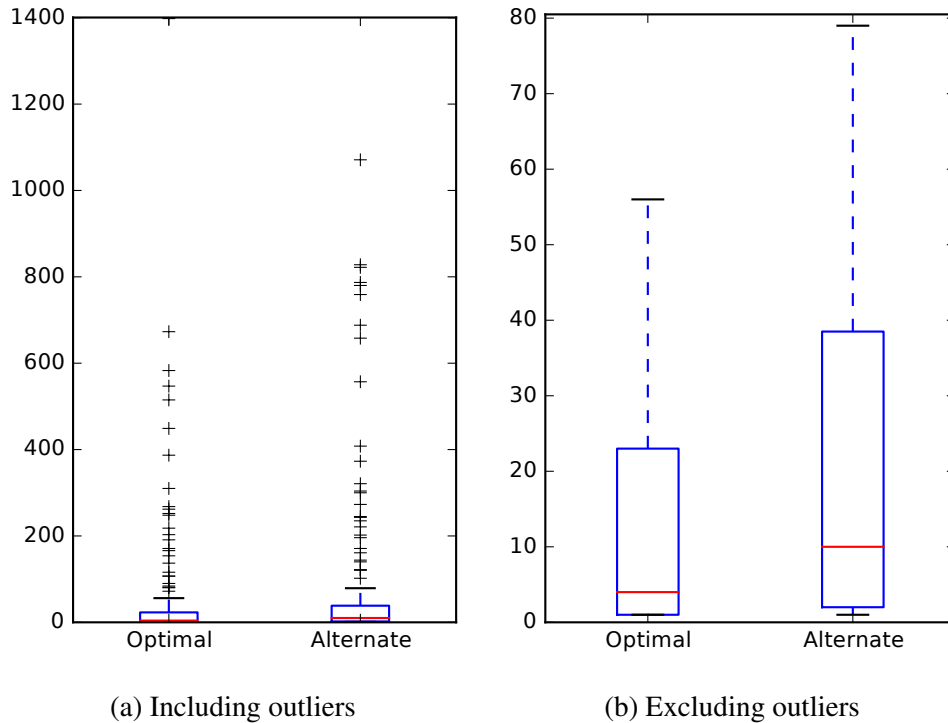 1400
1200
1000
800
600
400
200
0
Optimal
Alternate
(a) Including outliers
80
70
60
50
40
30
20
10
0
Optimal
Alternate
(b) Excluding outliers